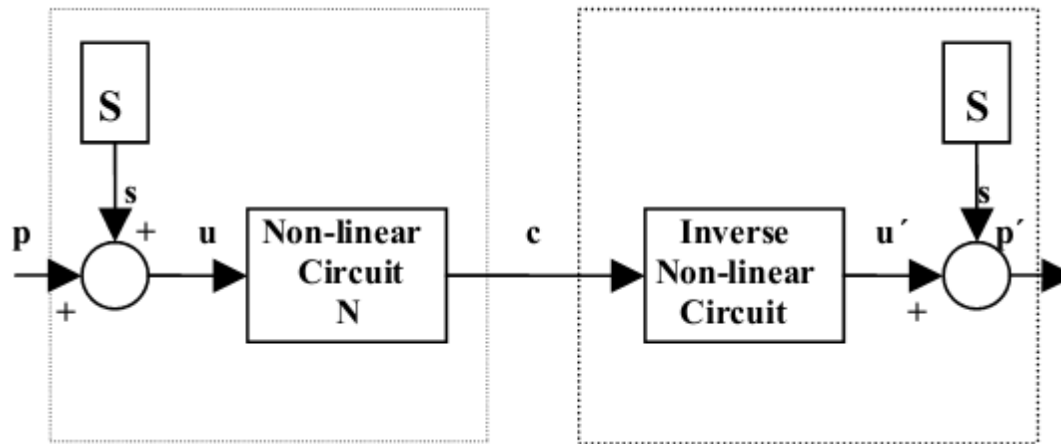 S
S
s
s
p
+
u
Non-linear
Circuit
N
c
Inverse
Non-linear
Circuit
u´
p´
+
+